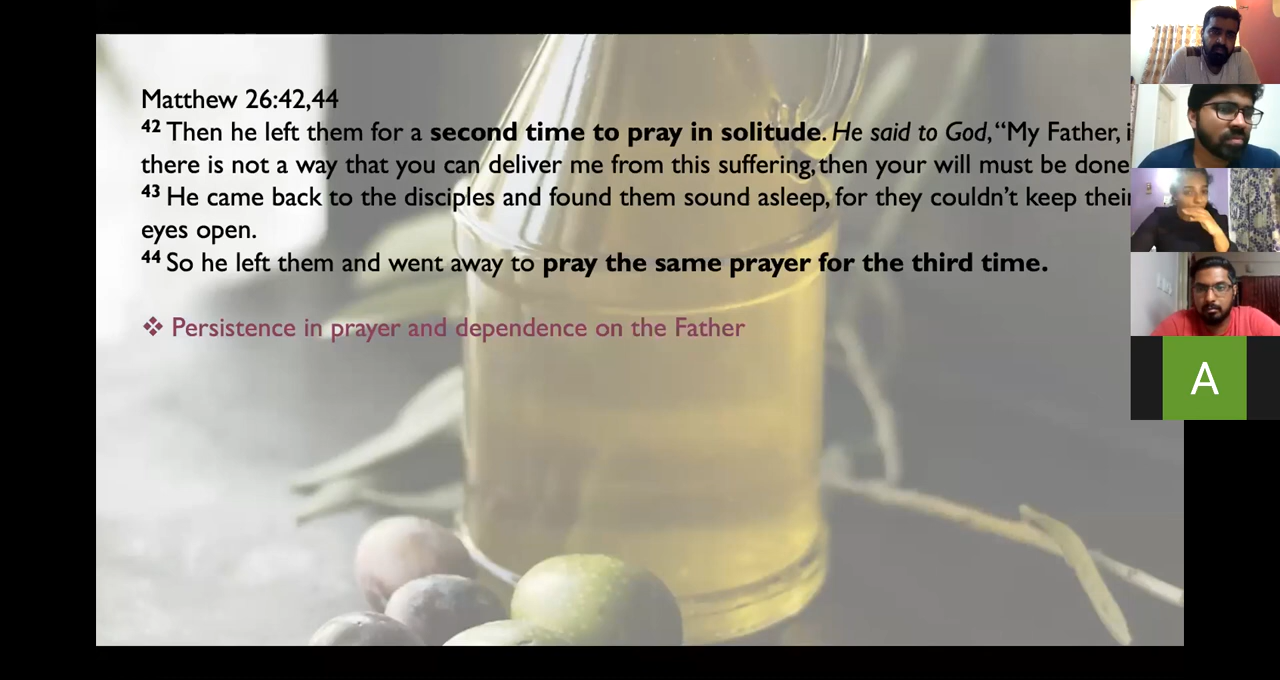 Matthew 26:42,44
42 Then he left them for a second time to pray in solitude. He said to God, “My Father,
there is not a way that you can deliver me from this suffering, then your will must be done
43 He came back to the disciples and found them sound asleep, for they couldn’t keep their
eyes open.
44 So he left them and went away to pray the same prayer for the third time.
❖ Persistence in prayer and dependence on the Father
A